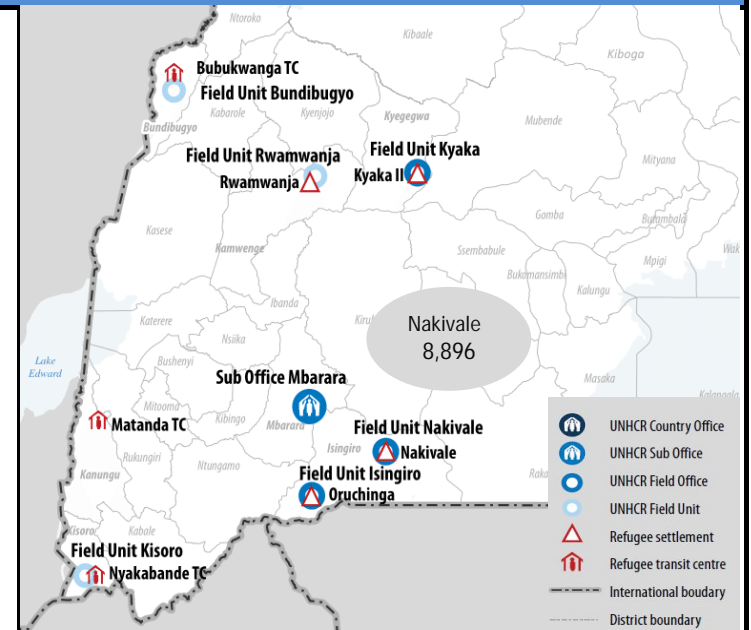 Ntoroko
Kibaale
Kiboga
Bubukwanga TC
Field Unit Bundibugyo
Kabarole
Kyenjojo
Kyegegwa
Mubende
Bundibugyo
Mityana
Field Unit Rwamwanja
Field Unit Kyaka
Rwamwanja
Kyaka II
Gomba
Butambala
Kasese
Kamwenge
Ssembabule
Mpigi
Wak
Bukomansimbi
Kalungu
Ibanda
Kiruh
Katerere
Nsiika
Nakivale
8,896
Lake
Edward
Bushenyi
Sub Office Mbarara
Masaka
Kalangala
Mitooma
Kibingo
Mbarara
Matanda TC
Field Unit Nakivale
Isingiro
Nakivale
Rukungiri
Kanungu
Ntungamo
Field Unit Isingiro
Oruchinga
Raka
Kisoro
Kabale
Field Unit Kisoro
Nyakabande TC
UNHCR Country Office
UNHCR Sub Office
UNHCR Field Office
UNHCR Field Unit
Refugee settlement
Refugee transit centre
International boudary
District boundary